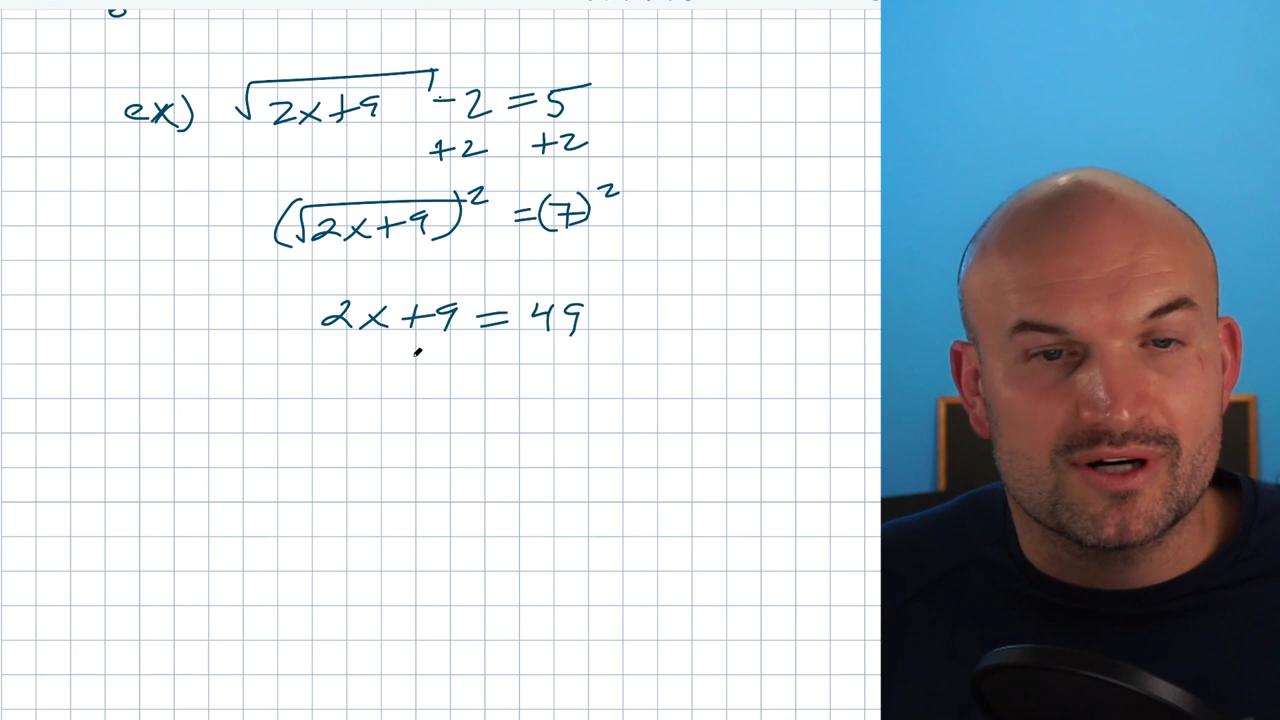 ex) √(2x+9) -2 = 5
+2 +2
(√(2x+9))² = (7)²
2x+9 = 49